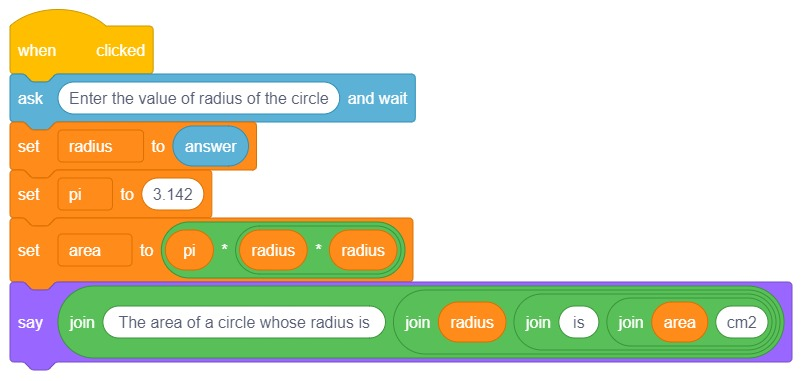 when clicked
ask Enter the value of radius of the circle and wait
set radius to answer
set pi to 3.142
set area to pi * radius * radius
say join The area of a circle whose radius is join radius join is join area cm2